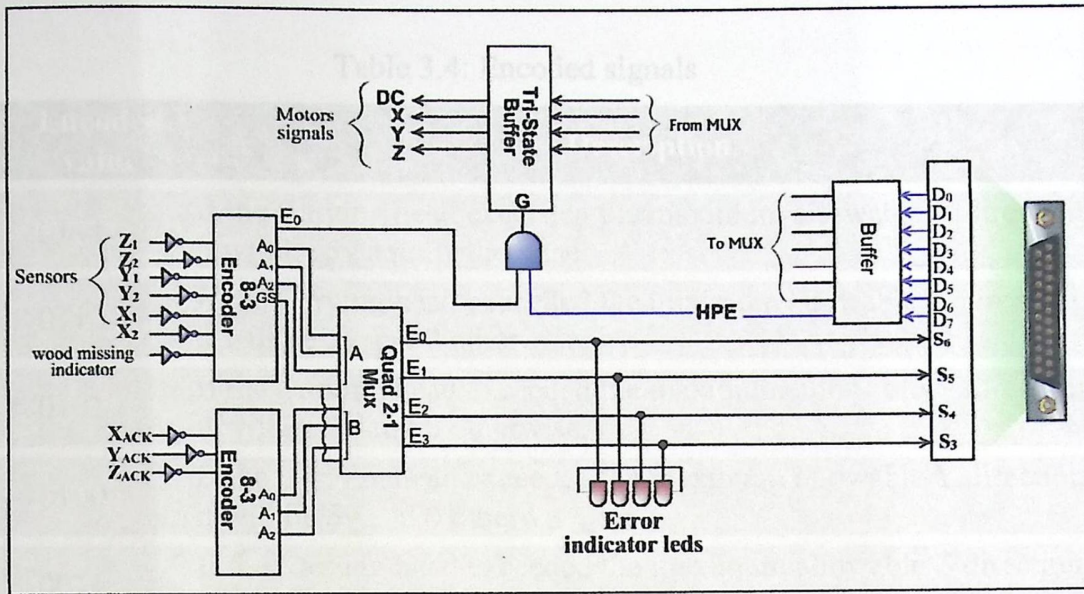 Table 3.4: Encoded signals
Motors signals
DC
X
Y
Z
Tri-State Buffer
G
From MUX
To MUX
Buffer
D0
D1
D2
D3
D4
D5
D6
D7
S6
S5
S4
S3
HPE
Sensors
Z1
Z2
Y1
Y2
X1
X2
wood missing
indicator
Encoder
8-3
E0
A0
A1
A2
GS
XACK
YACK
ZACK
Encoder
8-3
A0
A1
A2
A
B
Quad 2-1
Mux
E0
E1
E2
E3
Error
indicator leds